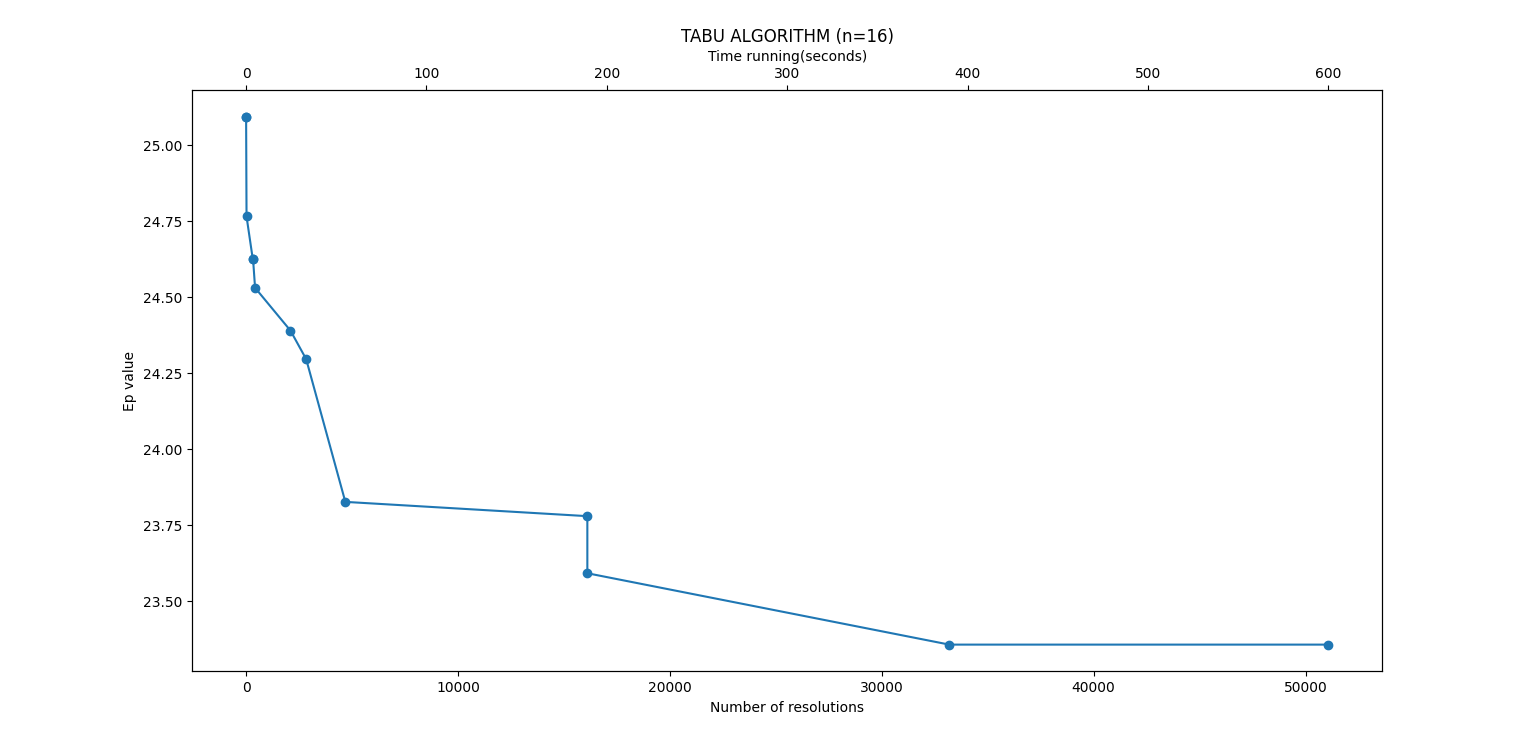 TABU ALGORITHM (n=16)
Time running(seconds)
0 100 200 300 400 500 600
25.00
24.75
24.50
24.25
24.00
23.75
23.50
Ep value
0 10000 20000 30000 40000 50000
Number of resolutions